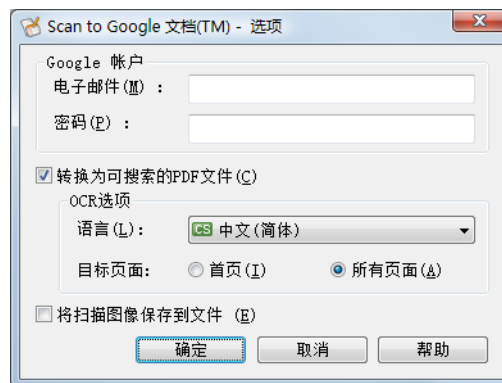 Scan to Google 文档(TM) - 选项
Google 帐户
电子邮件(M) :
密码(P) :
转换为可搜索的PDF文件(C)
OCR选项
语言(L): CS 中文(简体)
目标页面: 首页(I) 所有页面(A)
将扫描图像保存到文件 (E)
确定 取消 帮助